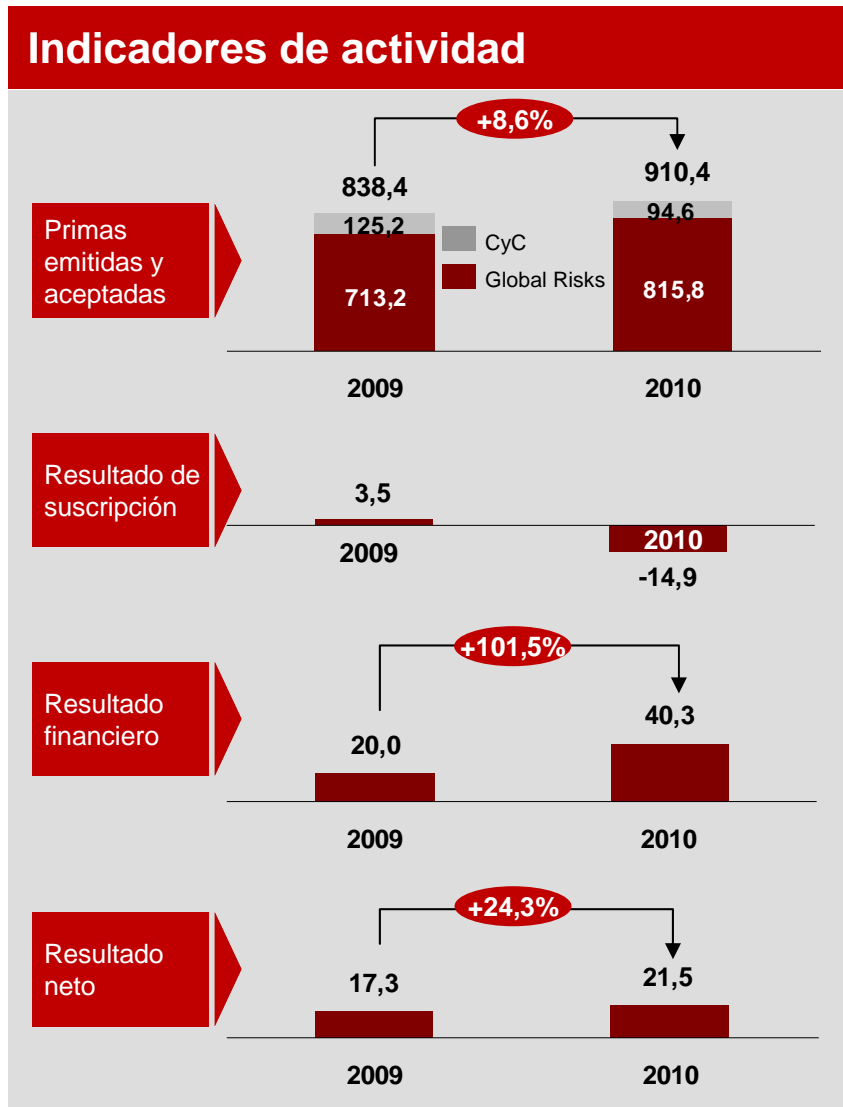 Indicadores de actividad
+8,6%
838,4
910,4
Primas
emitidas y
aceptadas
125,2
94,6
CyC
Global Risks
713,2
815,8
2009
2010
Resultado de
suscripción
3,5
2009
2010
-14,9
+101,5%
Resultado
financiero
20,0
40,3
2009
2010
+24,3%
Resultado
neto
17,3
21,5
2009
2010